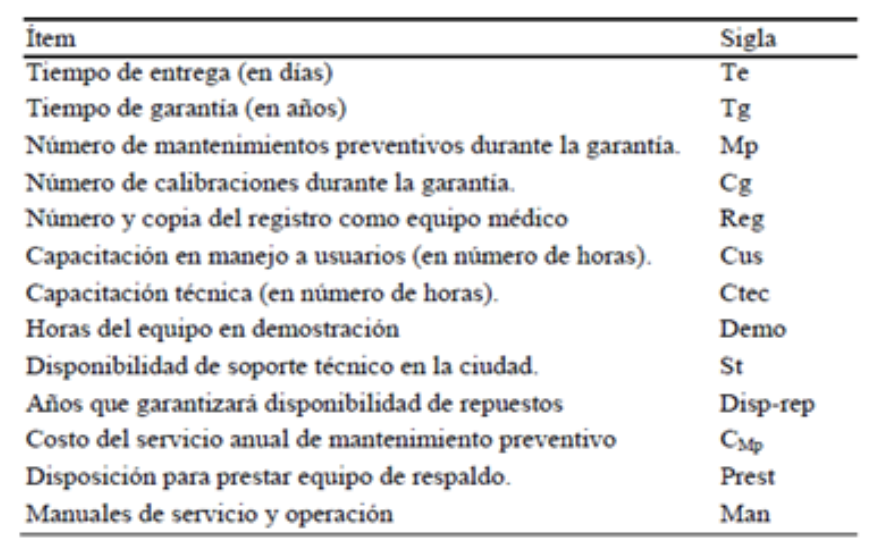 Ítem Sigla
Tiempo de entrega (en días) Te
Tiempo de garantía (en años) Tg
Número de mantenimientos preventivos durante la garantía. Mp
Número de calibraciones durante la garantía. Cg
Número y copia del registro como equipo médico Reg
Capacitación en manejo a usuarios (en número de horas). Cus
Capacitación técnica (en número de horas). Ctec
Horas del equipo en demostración Demo
Disponibilidad de soporte técnico en la ciudad. St
Años que garantizará disponibilidad de repuestos Disp-rep
Costo del servicio anual de mantenimiento preventivo CMp
Disposición para prestar equipo de respaldo. Prest
Manuales de servicio y operación Man